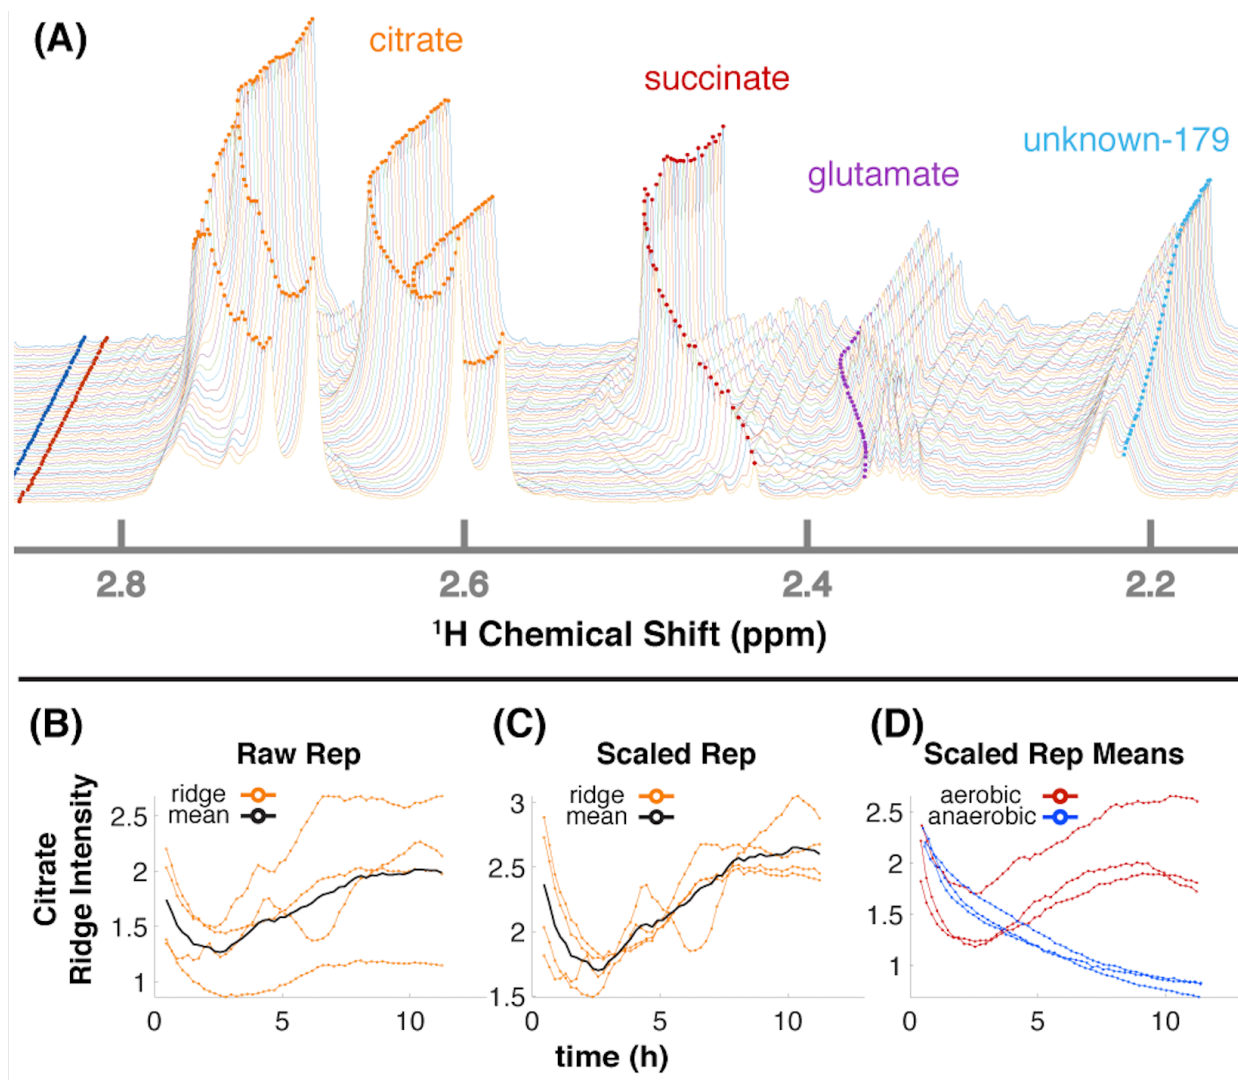 (A)
citrate
succinate
glutamate
unknown-179
2.8 2.6 2.4 2.2
¹H Chemical Shift (ppm)
(B)
Raw Rep
Citrate
Ridge Intensity
ridge
mean
2.5
2
1.5
1
0 5 10
(C)
Scaled Rep
ridge
mean
3
2.5
2
1.5
0 5 10
time (h)
(D)
Scaled Rep Means
aerobic
anaerobic
2.5
2
1.5
1
0 5 10